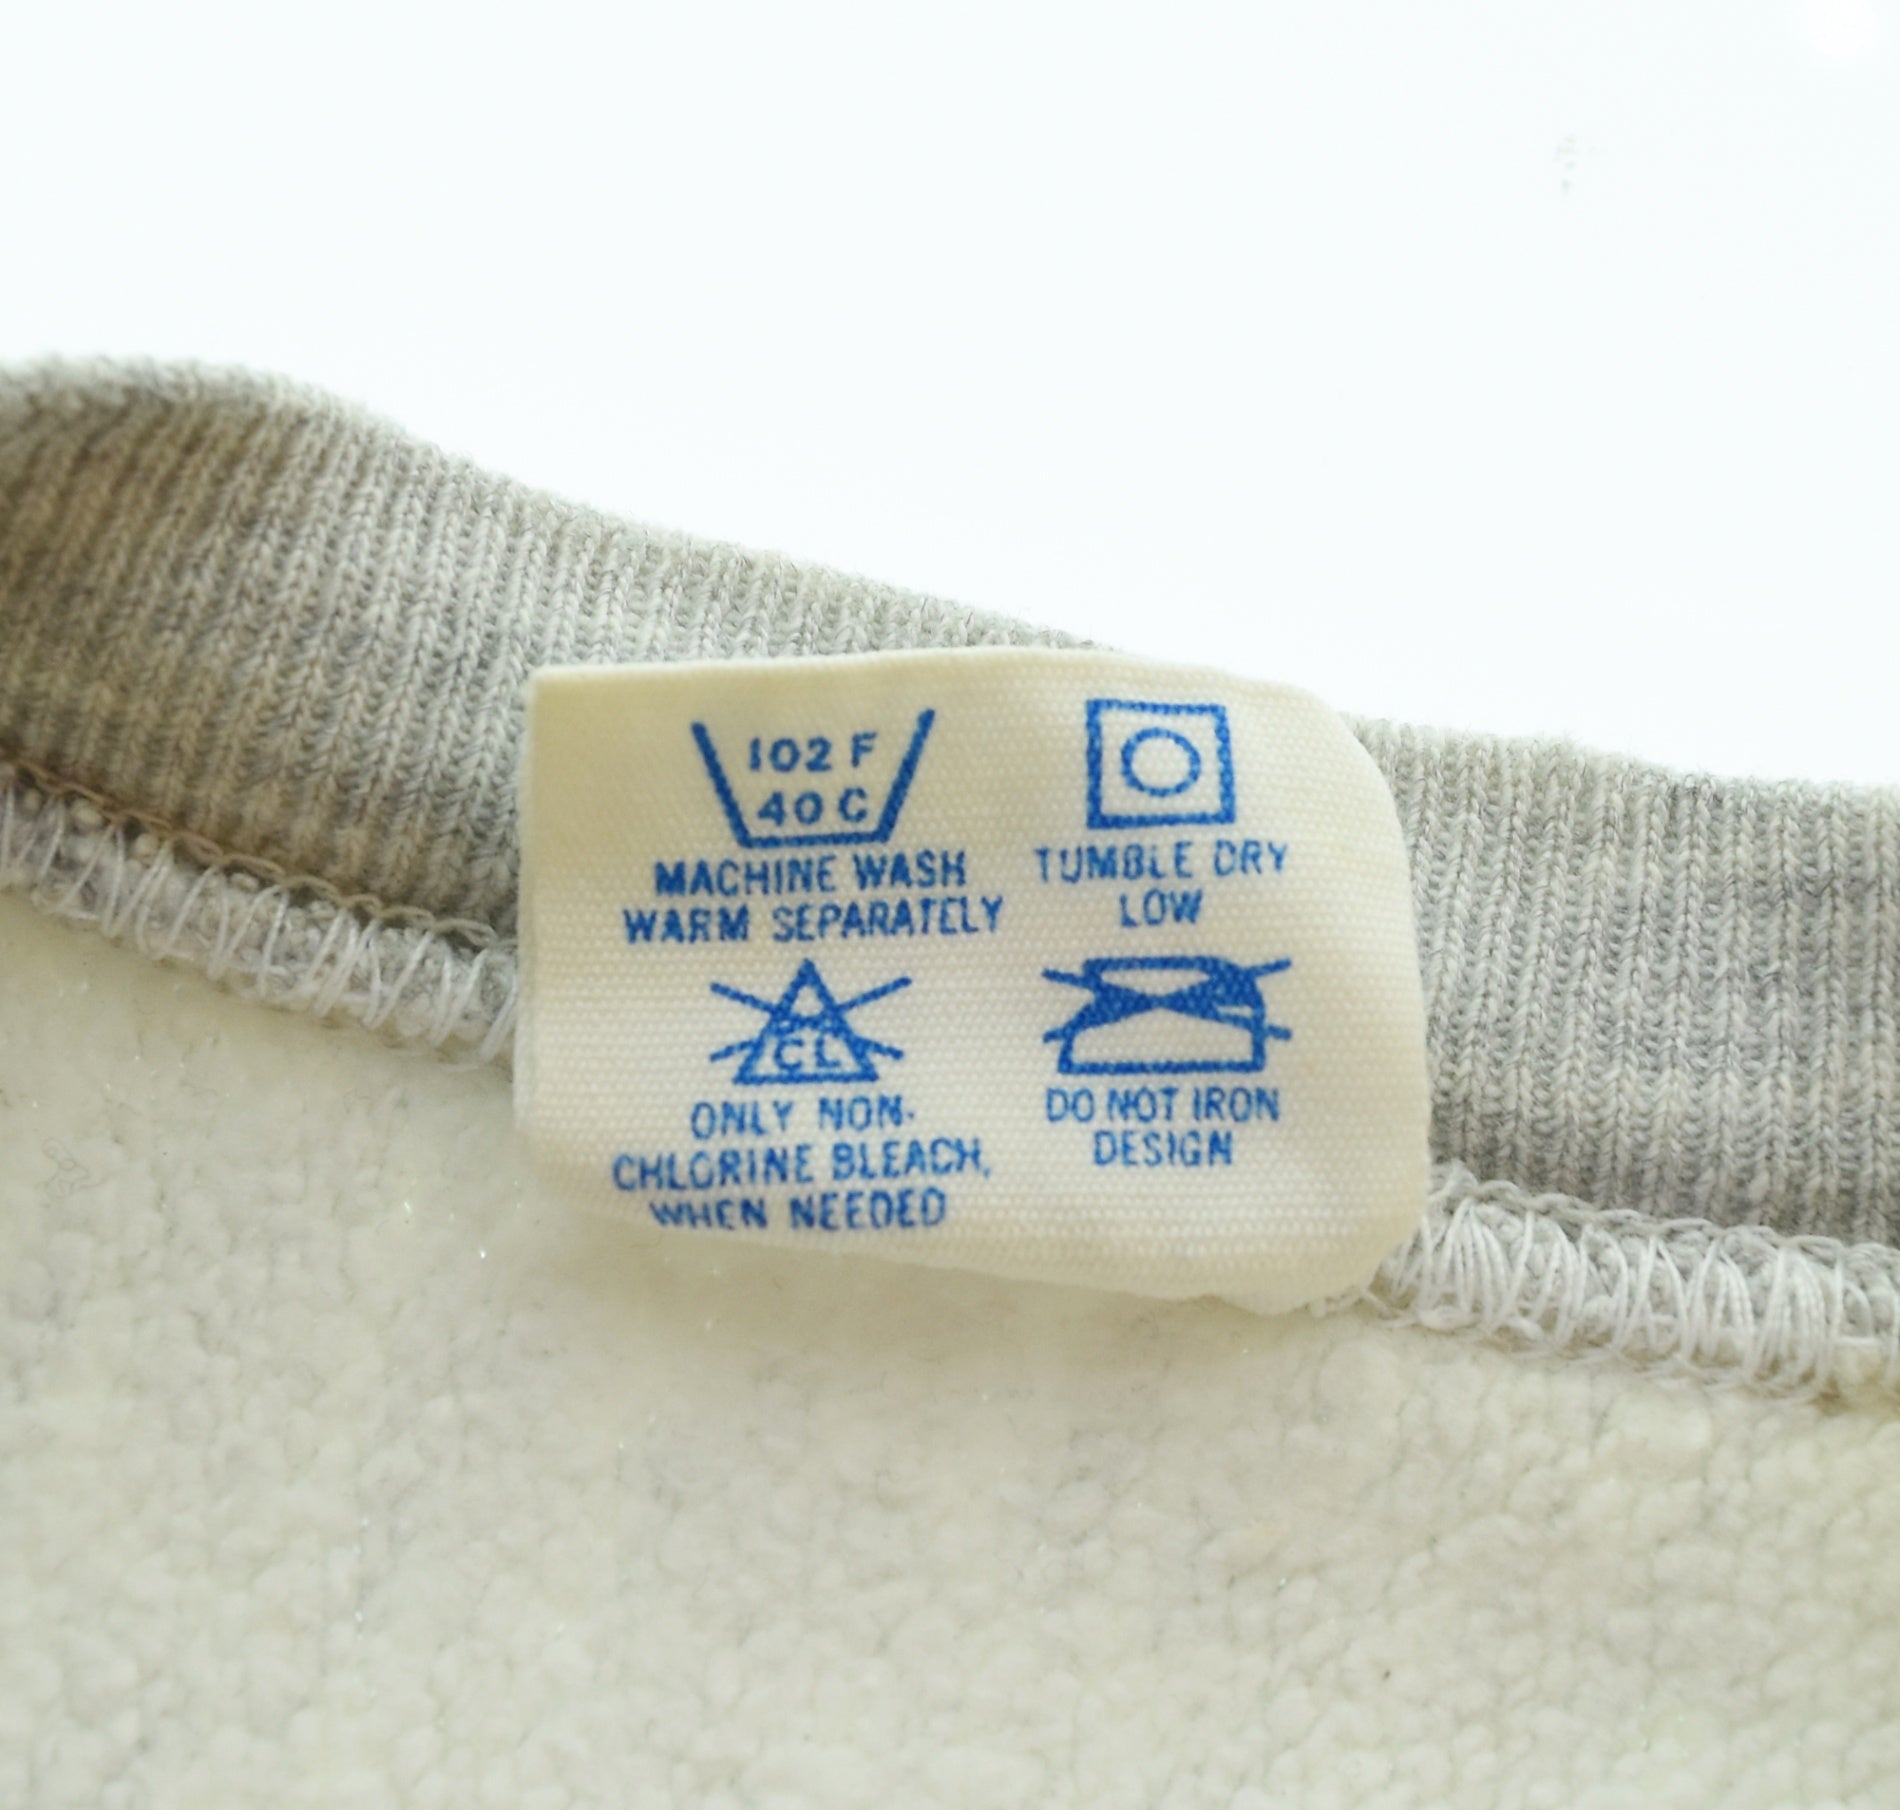 102 F
40 C
MACHINE WASH
WARM SEPARATELY
TUMBLE DRY
LOW
CL
ONLY NON-
CHLORINE BLEACH,
WHEN NEEDED
DO NOT IRON
DESIGN